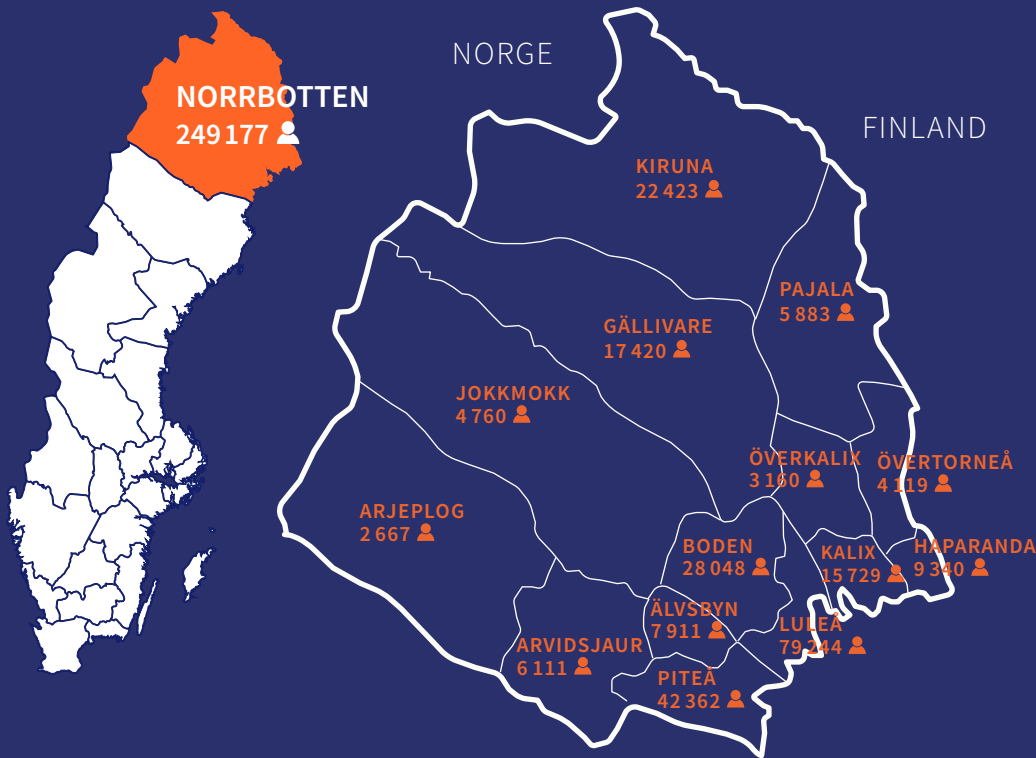 NORGE
NORRBOTTEN
249 177
FINLAND
KIRUNA
22 423
PAJALA
5 883
GÄLLIVARE
17 420
JOKKMOKK
4 760
ÖVERKALIX
3 160
ÖVERTORNEÅ
4 119
ARJEPLOG
2 667
BODEN
28 048
KALIX
15 729
HAPARANDA
9 340
ÄLVSBYN
7 911
LULEÅ
79 244
ARVIDSJAUR
6 111
PITEÅ
42 362